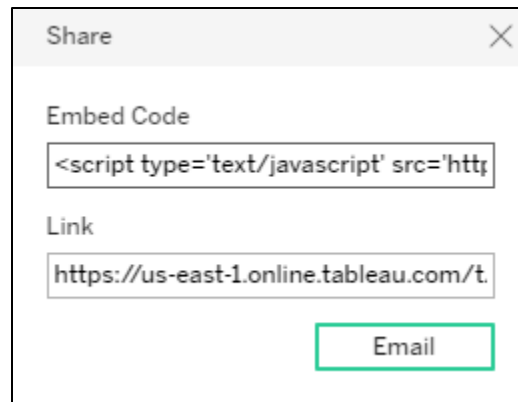 Share
Embed Code
<script type='text/javascript' src='http
Link
https://us-east-1.online.tableau.com/t.
Email